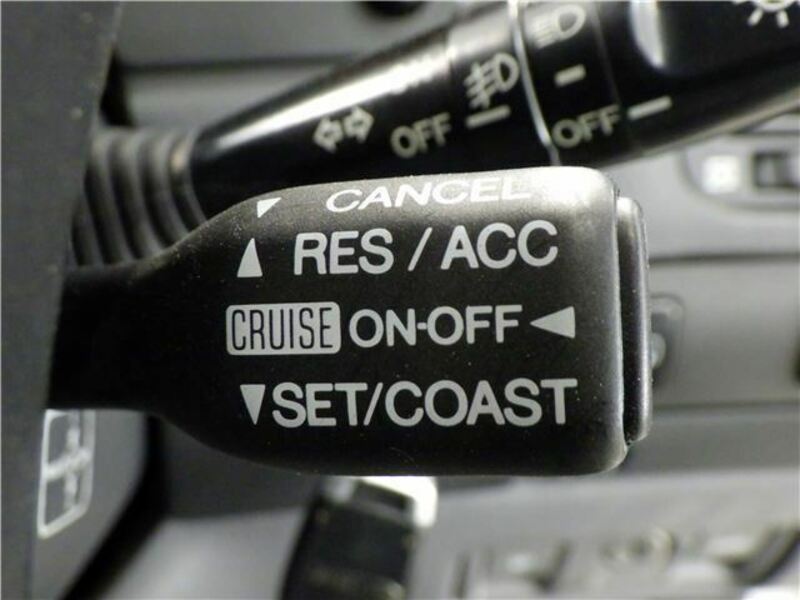 OFF
OFF
CANCEL
RES / ACC
CRUISE ON-OFF
SET/COAST